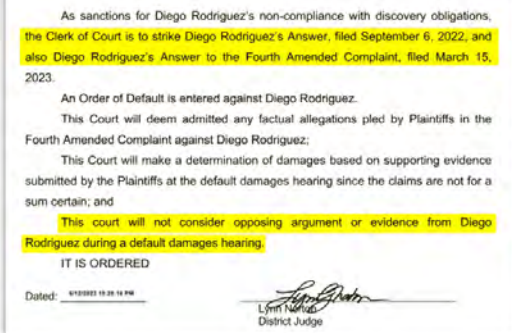 As sanctions for Diego Rodriguez's non-compliance with discovery obligations,
the Clerk of Court is to strike Diego Rodriguez's Answer, filed September 6, 2022, and
also Diego Rodriguez's Answer to the Fourth Amended Complaint, filed March 15,
2023.
An Order of Default is entered against Diego Rodriguez.
This Court will deem admitted any factual allegations pled by Plaintiffs in the
Fourth Amended Complaint against Diego Rodriguez;
This Court will make a determination of damages based on supporting evidence
submitted by the Plaintiffs at the default damages hearing since the claims are not for a
sum certain; and
This court will not consider opposing argument or evidence from Diego
Rodriguez during a default damages hearing.
IT IS ORDERED
Dated:
Lynn Norton
District Judge